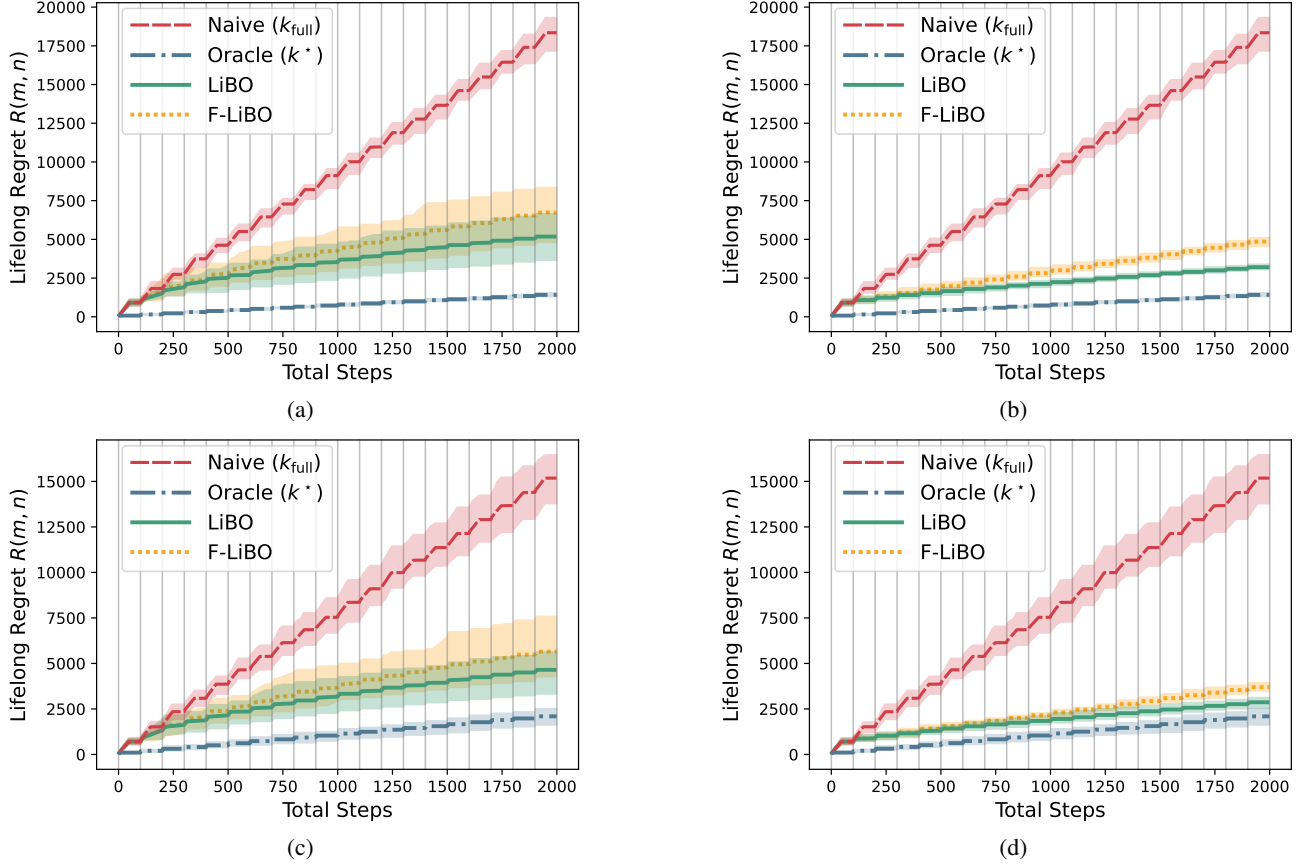 20000
17500
15000
12500
10000
7500
5000
2500
0
Lifelong Regret R(m, n)
Naive (k_full)
Oracle (k*)
LiBO
F-LiBO
0 250 500 750 1000 1250 1500 1750 2000
Total Steps
(a)
20000
17500
15000
12500
10000
7500
5000
2500
0
Lifelong Regret R(m, n)
Naive (k_full)
Oracle (k*)
LiBO
F-LiBO
0 250 500 750 1000 1250 1500 1750 2000
Total Steps
(b)
15000
12500
10000
7500
5000
2500
0
Lifelong Regret R(m, n)
Naive (k_full)
Oracle (k*)
LiBO
F-LiBO
0 250 500 750 1000 1250 1500 1750 2000
Total Steps
(c)
15000
12500
10000
7500
5000
2500
0
Lifelong Regret R(m, n)
Naive (k_full)
Oracle (k*)
LiBO
F-LiBO
0 250 500 750 1000 1250 1500 1750 2000
Total Steps
(d)